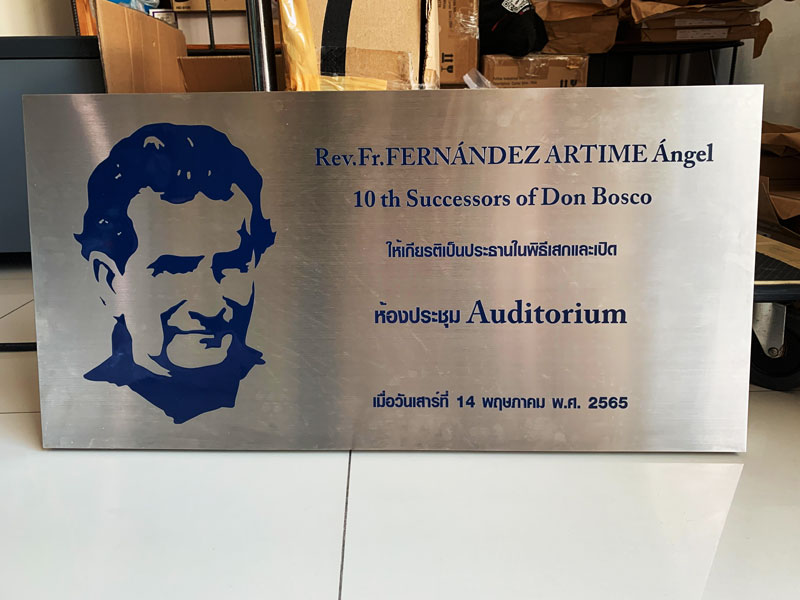 Rev.Fr.FERNÁNDEZ ARTIME Ángel
10 th Successors of Don Bosco
ให้เกียรติเป็นประธานในพิธีเสกและเปิด
ห้องประชุม Auditorium
เมื่อวันเสาร์ที่ 14 พฤษภาคม พ.ศ. 2565